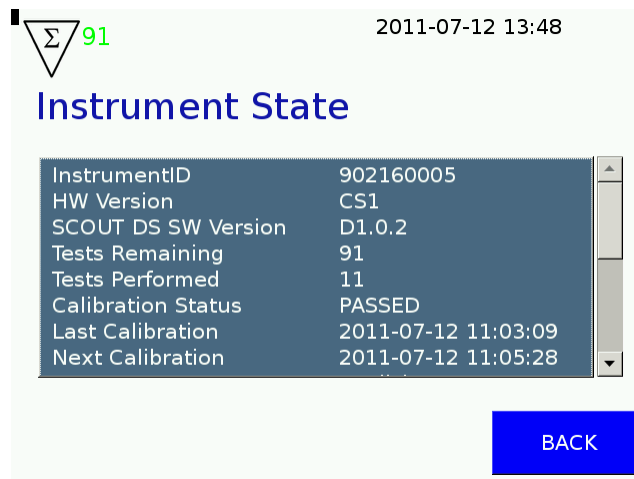 Σ 91 2011-07-12 13:48
Instrument State
InstrumentID 902160005
HW Version CS1
SCOUT DS SW Version D1.0.2
Tests Remaining 91
Tests Performed 11
Calibration Status PASSED
Last Calibration 2011-07-12 11:03:09
Next Calibration 2011-07-12 11:05:28
BACK